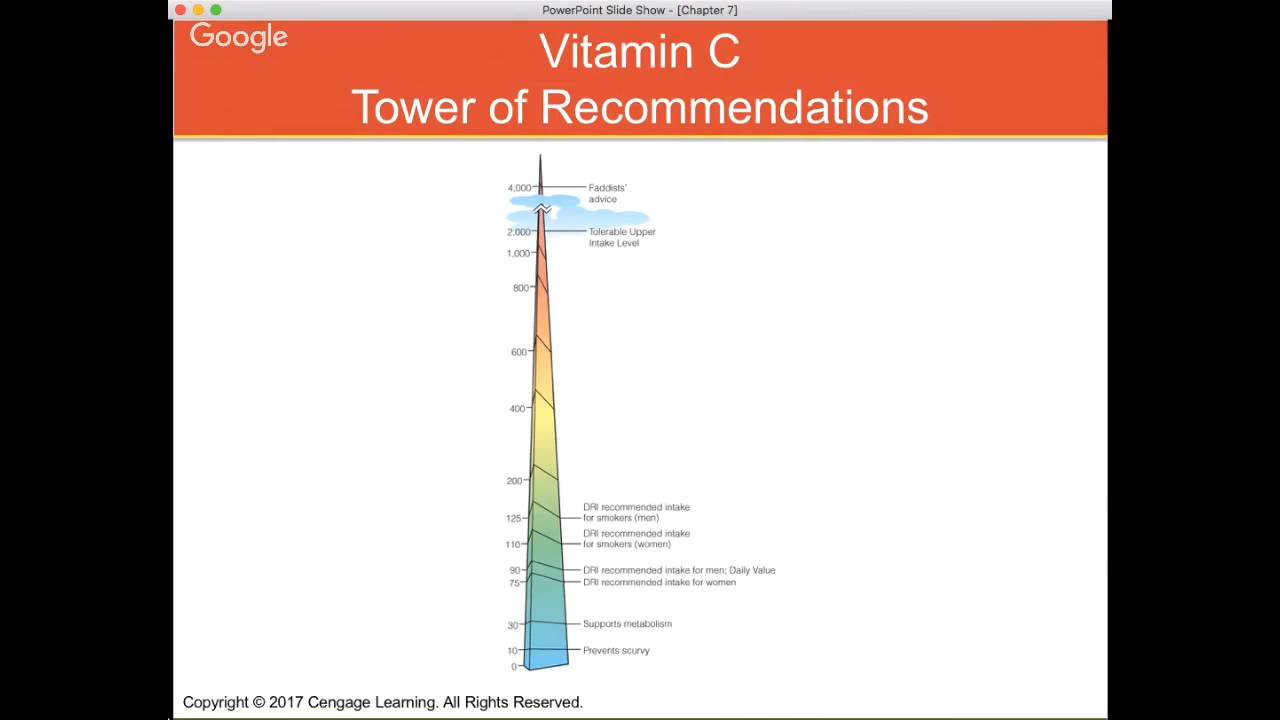 PowerPoint Slide Show - [Chapter 7]
Google
Vitamin C
Tower of Recommendations
4,000
Faddists'
advice
2,000
Tolerable Upper
Intake Level
1,000
800
600
400
200
125
DRI recommended intake
for smokers (men)
110
DRI recommended intake
for smokers (women)
90
DRI recommended intake for men; Daily Value
75
DRI recommended intake for women
30
Supports metabolism
10
Prevents scurvy
0
Copyright © 2017 Cengage Learning. All Rights Reserved.